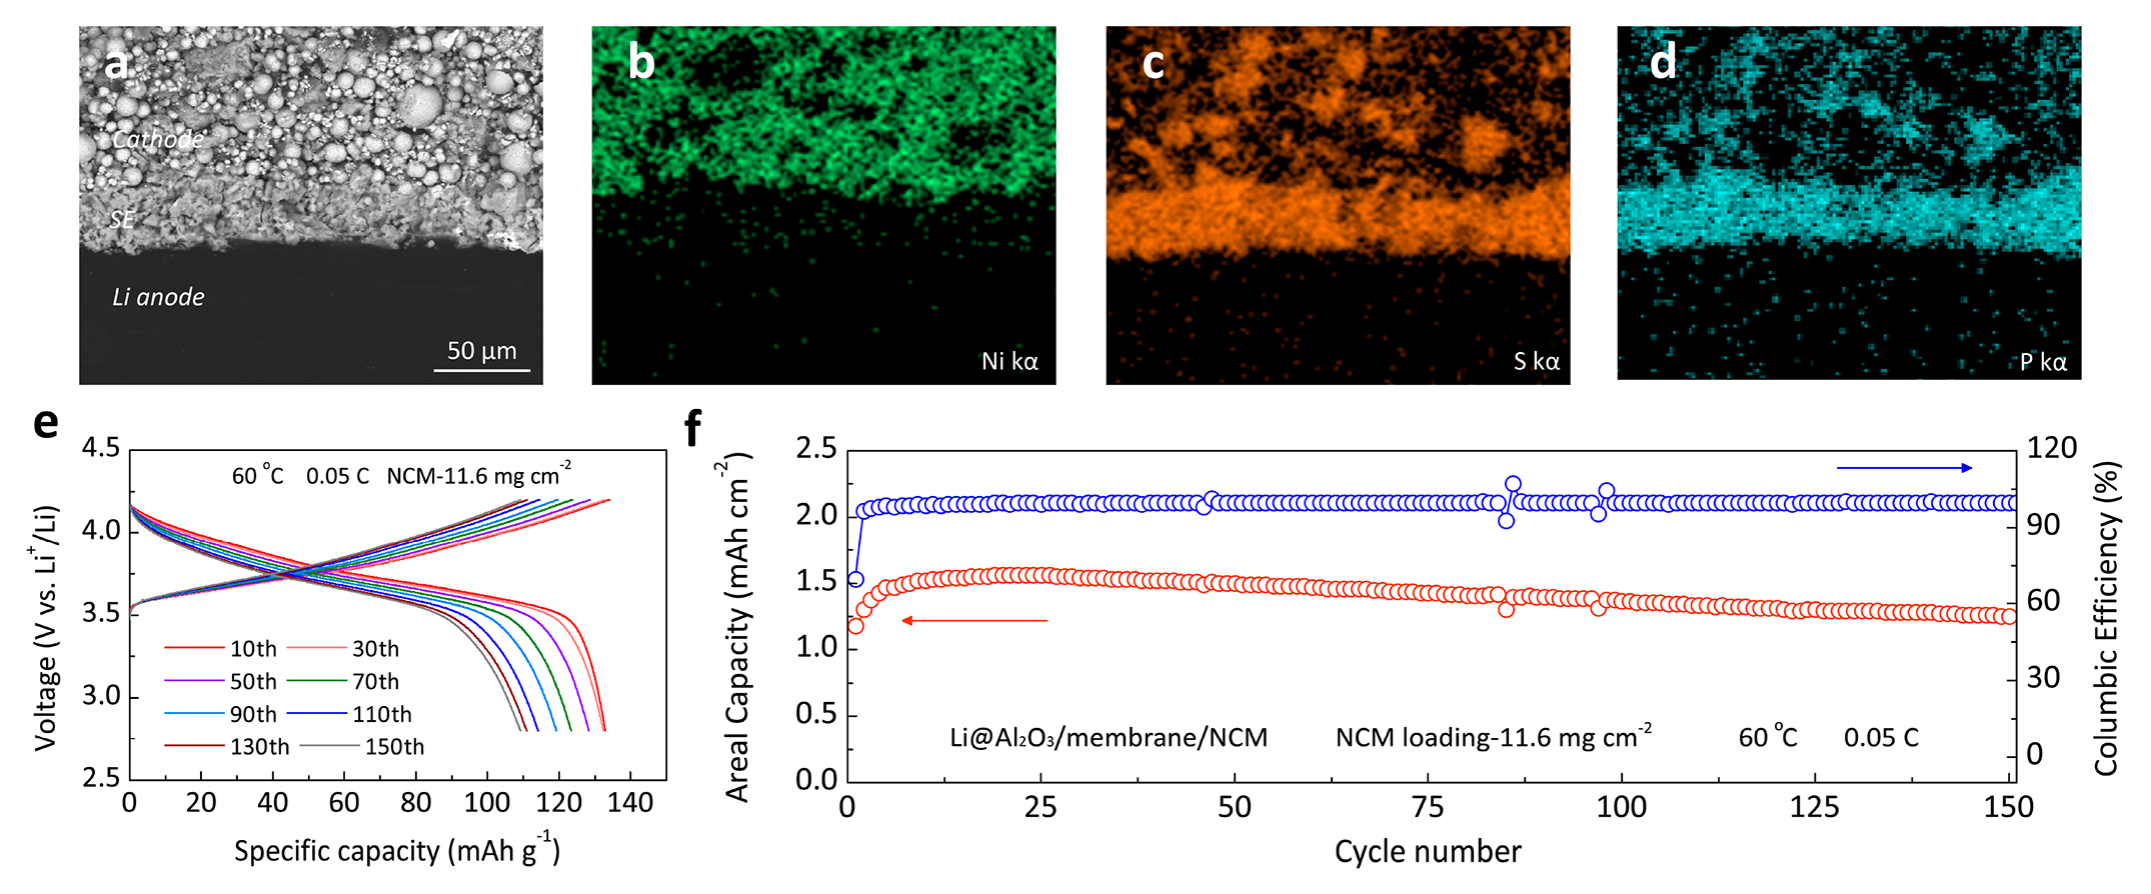 a
Cathode
SE
Li anode
50 µm
b
Ni kα
c
S kα
d
P kα
e
4.5
4.0
3.5
3.0
2.5
Voltage (V vs. Li⁺/Li)
60 °C 0.05 C NCM-11.6 mg cm⁻²
10th 30th
50th 70th
90th 110th
130th 150th
0 20 40 60 80 100 120 140
Specific capacity (mAh g⁻¹)
f
2.5
2.0
1.5
1.0
0.5
0.0
Areal Capacity (mAh cm⁻²)
120
90
60
30
0
Columbic Efficiency (%)
Li@Al₂O₃/membrane/NCM NCM loading-11.6 mg cm⁻² 60 °C 0.05 C
0 25 50 75 100 125 150
Cycle number